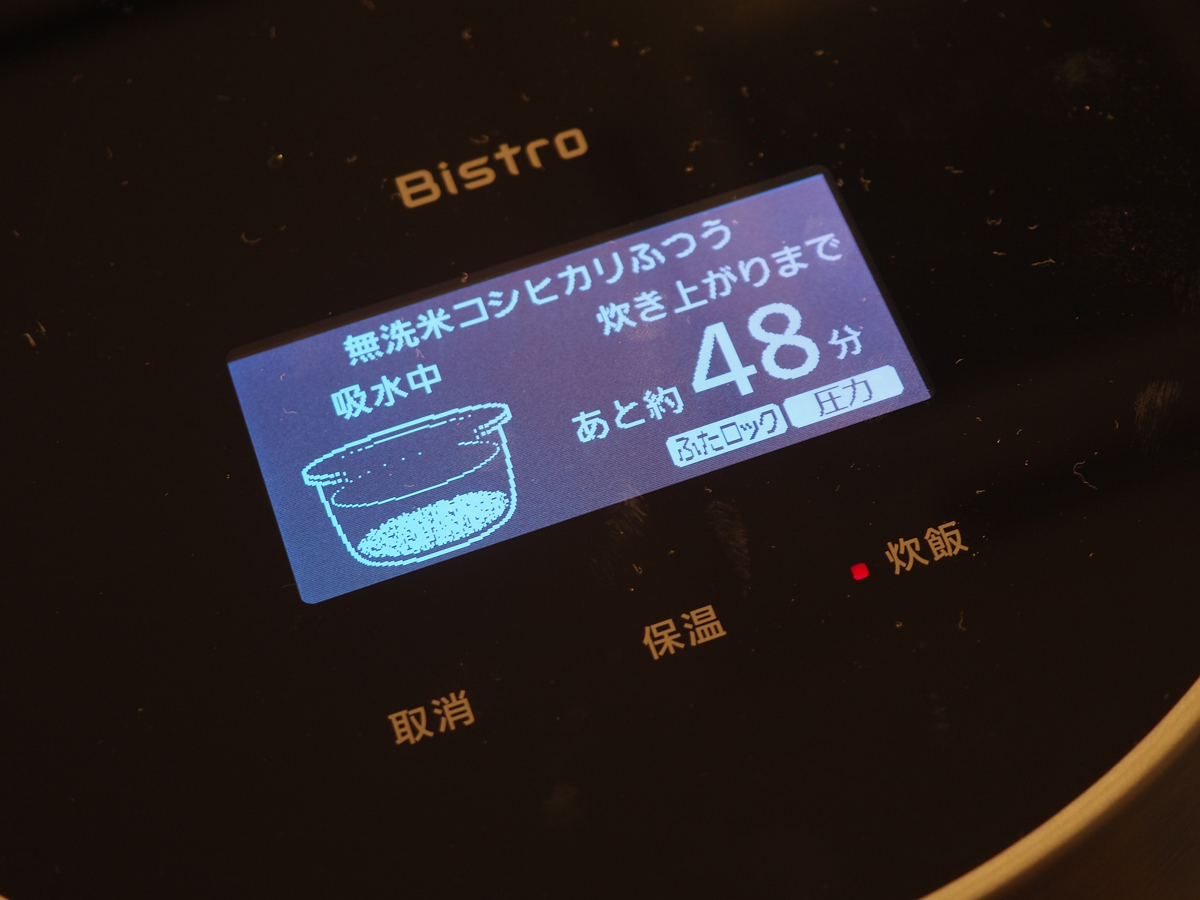 Bistro
無洗米コシヒカリふつう
吸水中
炊き上がりまで
あと約48分
ふたロック 圧力
炊飯
保温
取消